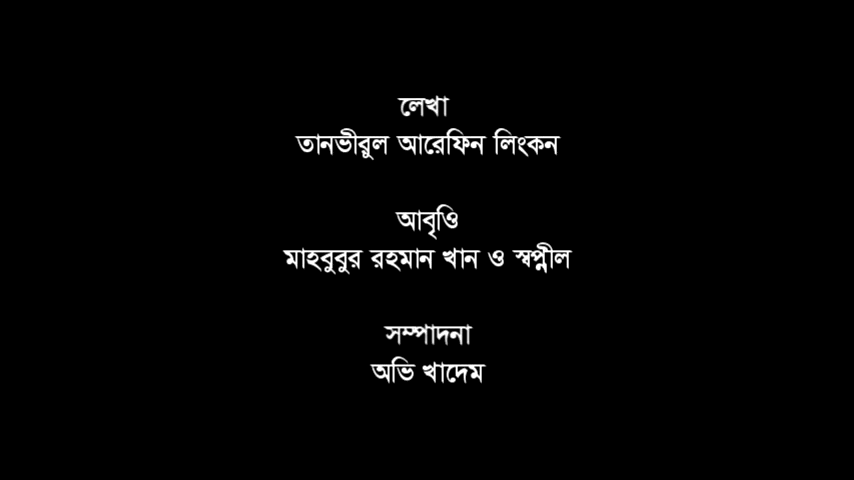 লেখা
তানভীরুল আরেফিন লিংকন
আবৃত্তি
মাহবুবুর রহমান খান ও স্বপ্নীল
সম্পাদনা
অভি খাদেম